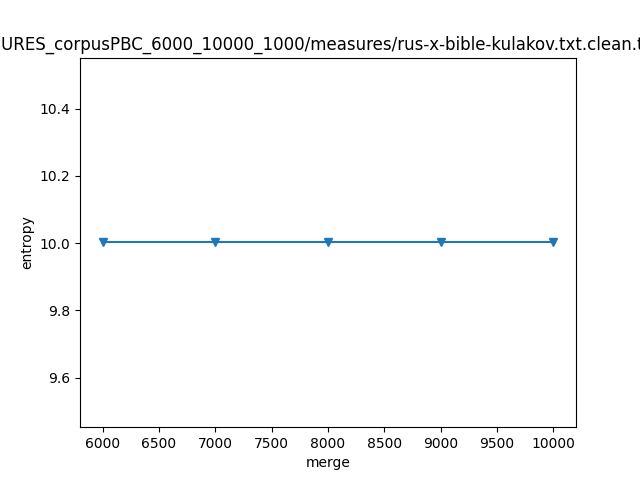 URES_corpusPBC_6000_10000_1000/measures/rus-x-bible-kulakov.txt.clean.t
10.4
10.2
10.0
9.8
9.6
entropy
6000 6500 7000 7500 8000 8500 9000 9500 10000
merge